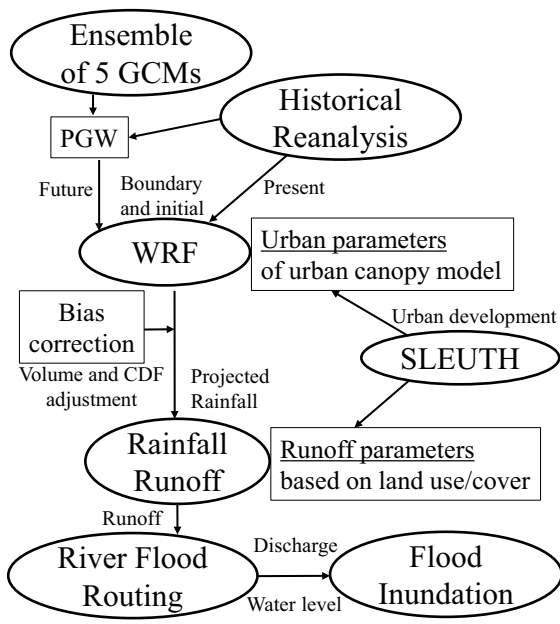 Ensemble
of 5 GCMs
Historical
Reanalysis
PGW
Future
Boundary
and initial
Present
WRF
Urban parameters
of urban canopy model
Bias
correction
Volume and CDF
adjustment
Projected
Rainfall
Urban development
SLEUTH
Rainfall
Runoff
Runoff parameters
based on land use/cover
Runoff
River Flood
Routing
Discharge
Water level
Flood
Inundation